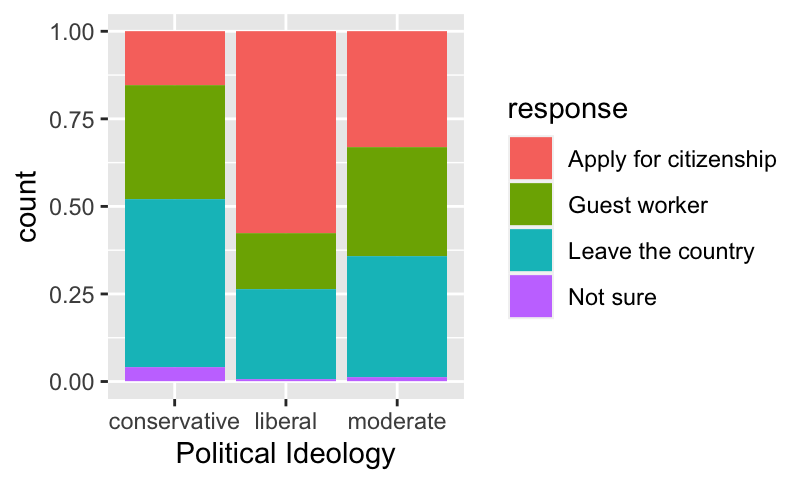 1.00
0.75
0.50
0.25
0.00
count
conservative liberal moderate
Political Ideology
response
Apply for citizenship
Guest worker
Leave the country
Not sure